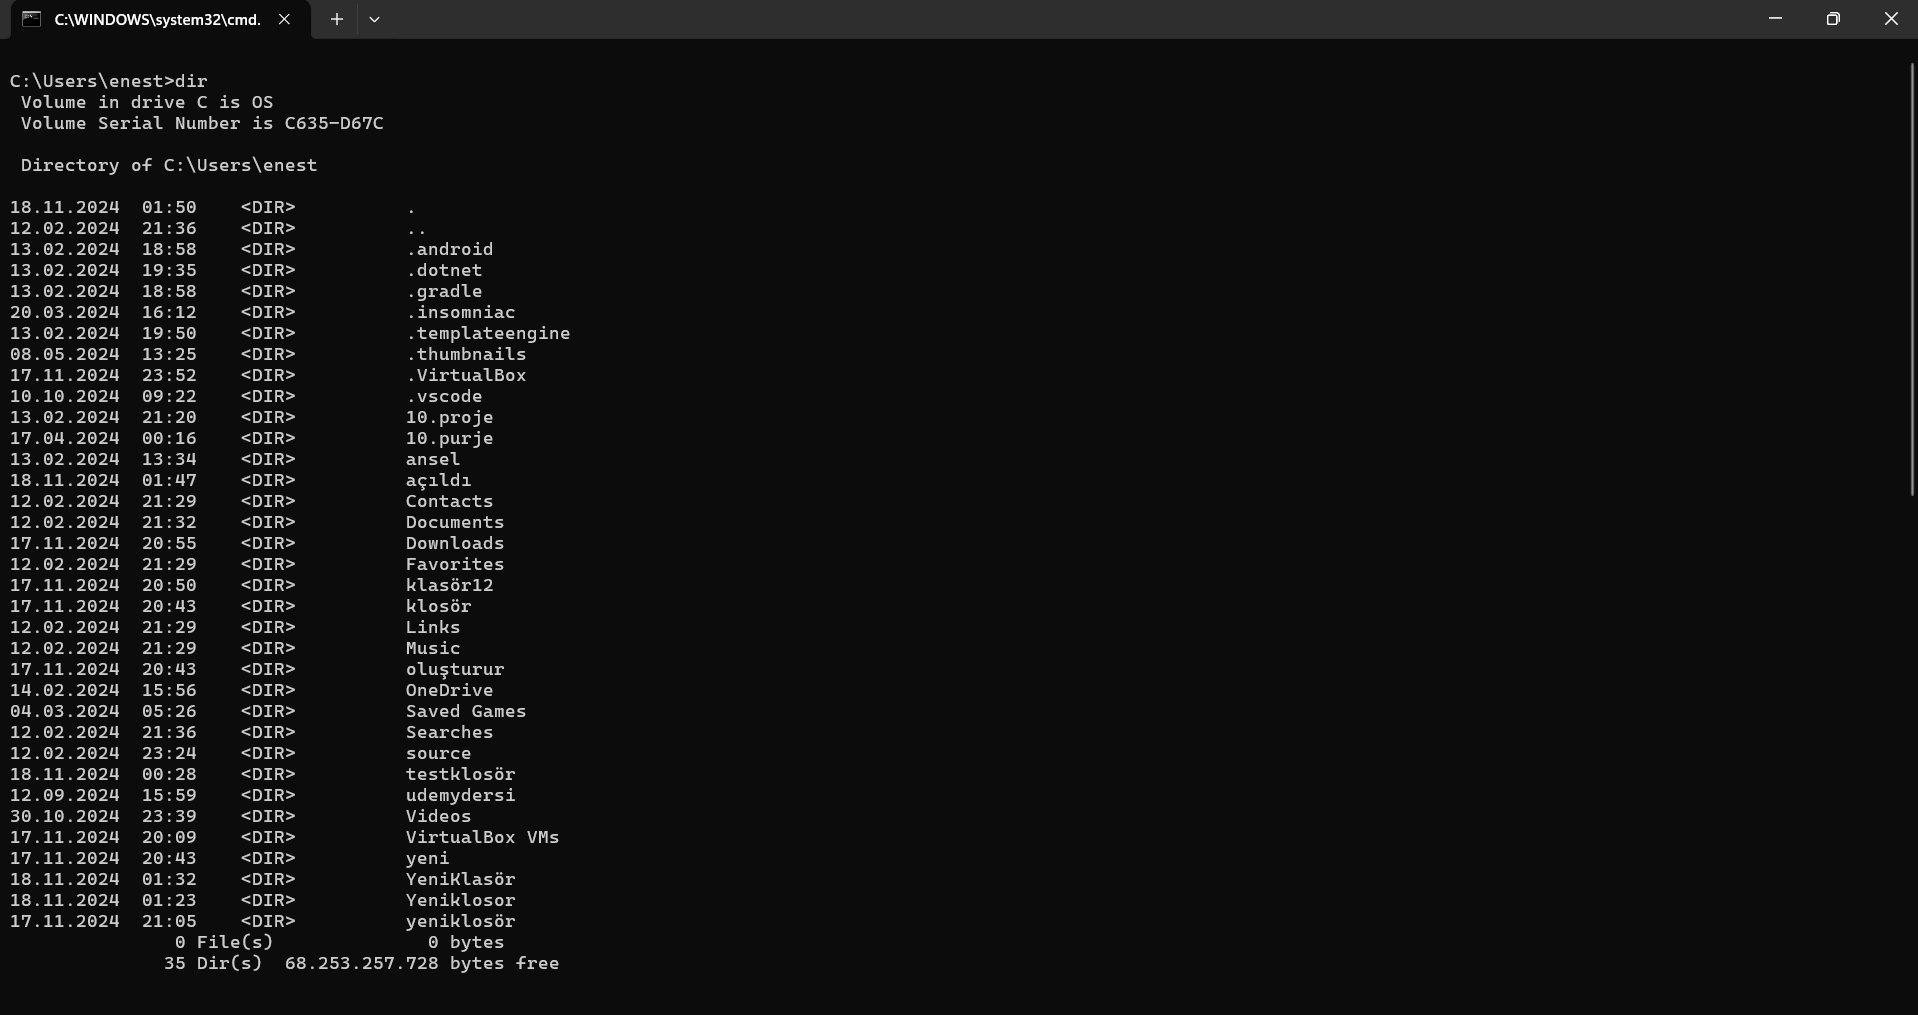 C:\WINDOWS\system32\cmd.
C:\Users\enest>dir
 Volume in drive C is OS
 Volume Serial Number is C635-D67C
 Directory of C:\Users\enest
18.11.2024  01:50    <DIR>          .
12.02.2024  21:36    <DIR>          ..
13.02.2024  18:58    <DIR>          .android
13.02.2024  19:35    <DIR>          .dotnet
13.02.2024  18:58    <DIR>          .gradle
20.03.2024  16:12    <DIR>          .insomniac
13.02.2024  19:50    <DIR>          .templateengine
08.05.2024  13:25    <DIR>          .thumbnails
17.11.2024  23:52    <DIR>          .VirtualBox
10.10.2024  09:22    <DIR>          .vscode
13.02.2024  21:20    <DIR>          10.proje
17.04.2024  00:16    <DIR>          10.purje
13.02.2024  13:34    <DIR>          ansel
18.11.2024  01:47    <DIR>          açıldı
12.02.2024  21:29    <DIR>          Contacts
12.02.2024  21:32    <DIR>          Documents
17.11.2024  20:55    <DIR>          Downloads
12.02.2024  21:29    <DIR>          Favorites
17.11.2024  20:50    <DIR>          klasör12
17.11.2024  20:43    <DIR>          klosör
12.02.2024  21:29    <DIR>          Links
12.02.2024  21:29    <DIR>          Music
17.11.2024  20:43    <DIR>          oluşturur
14.02.2024  15:56    <DIR>          OneDrive
04.03.2024  05:26    <DIR>          Saved Games
12.02.2024  21:36    <DIR>          Searches
12.02.2024  23:24    <DIR>          source
18.11.2024  00:28    <DIR>          testklosör
12.09.2024  15:59    <DIR>          udemydersi
30.10.2024  23:39    <DIR>          Videos
17.11.2024  20:09    <DIR>          VirtualBox VMs
17.11.2024  20:43    <DIR>          yeni
18.11.2024  01:32    <DIR>          YeniKlasör
18.11.2024  01:23    <DIR>          Yeniklosor
17.11.2024  21:05    <DIR>          yeniklosör
               0 File(s)              0 bytes
              35 Dir(s)  68.253.257.728 bytes free